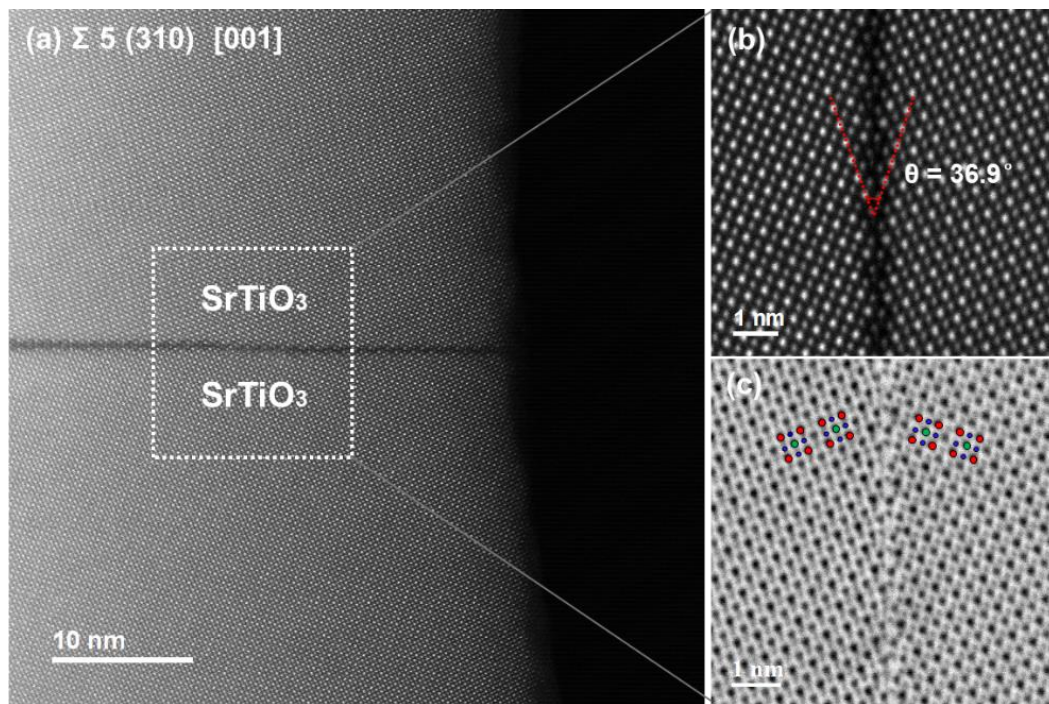 (a) Σ 5 (310) [001]
SrTiO3
SrTiO3
10 nm
(b)
θ = 36.9°
1 nm
(c)
1 nm